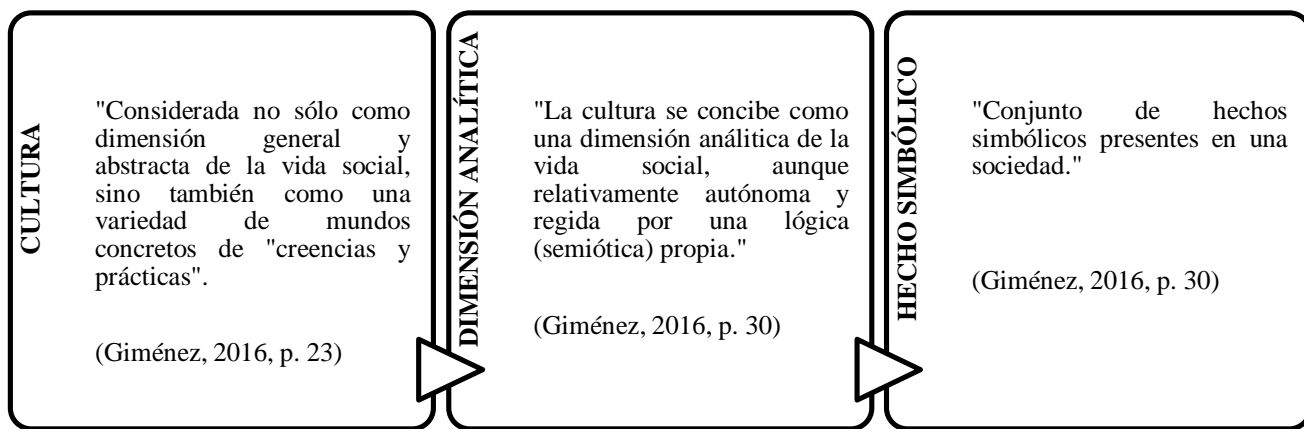 CULTURA
"Considerada no sólo como
dimensión general y
abstracta de la vida social,
sino también como una
variedad de mundos
concretos de "creencias y
prácticas".
(Giménez, 2016, p. 23)
DIMENSIÓN ANALÍTICA
"La cultura se concibe como
una dimensión análitica de la
vida social, aunque
relativamente autónoma y
regida por una lógica
(semiótica) propia."
(Giménez, 2016, p. 30)
HECHO SIMBÓLICO
"Conjunto de hechos
simbólicos presentes en una
sociedad."
(Giménez, 2016, p. 30)